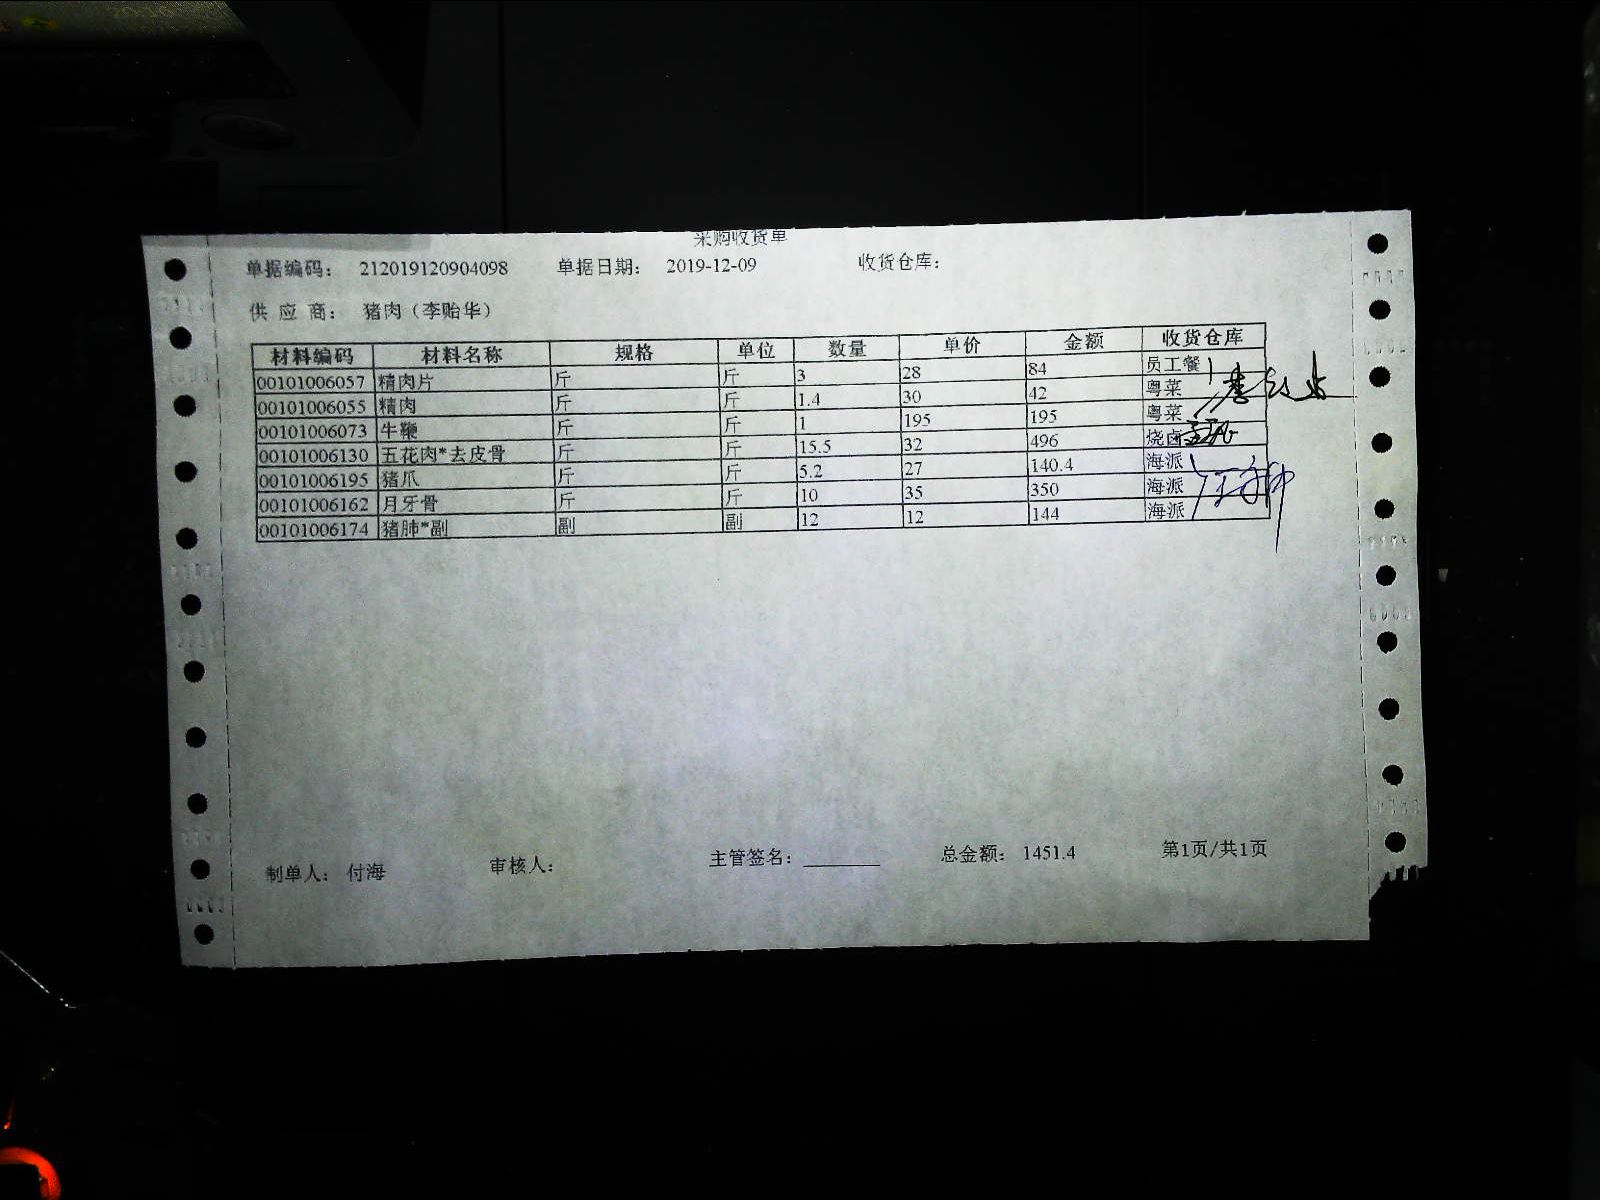 采购收货单
单据编码： 212019120904098 单据日期： 2019-12-09 收货仓库：
供 应 商： 猪肉（李贻华）
材料编码 材料名称 规格 单位 数量 单价 金额 收货仓库
00101006057 精肉片 斤 斤 3 28 84 员工餐
00101006055 精肉 斤 斤 1.4 30 42 粤菜
00101006073 牛鞭 斤 斤 1 195 195 粤菜
00101006130 五花肉*去皮骨 斤 斤 15.5 32 496 烧卤
00101006195 猪爪 斤 斤 5.2 27 140.4 海派
00101006162 月牙骨 斤 斤 10 35 350 海派
00101006174 猪肺*副 副 副 12 12 144 海派
制单人： 付海 审核人： 主管签名： 总金额： 1451.4 第1页/共1页